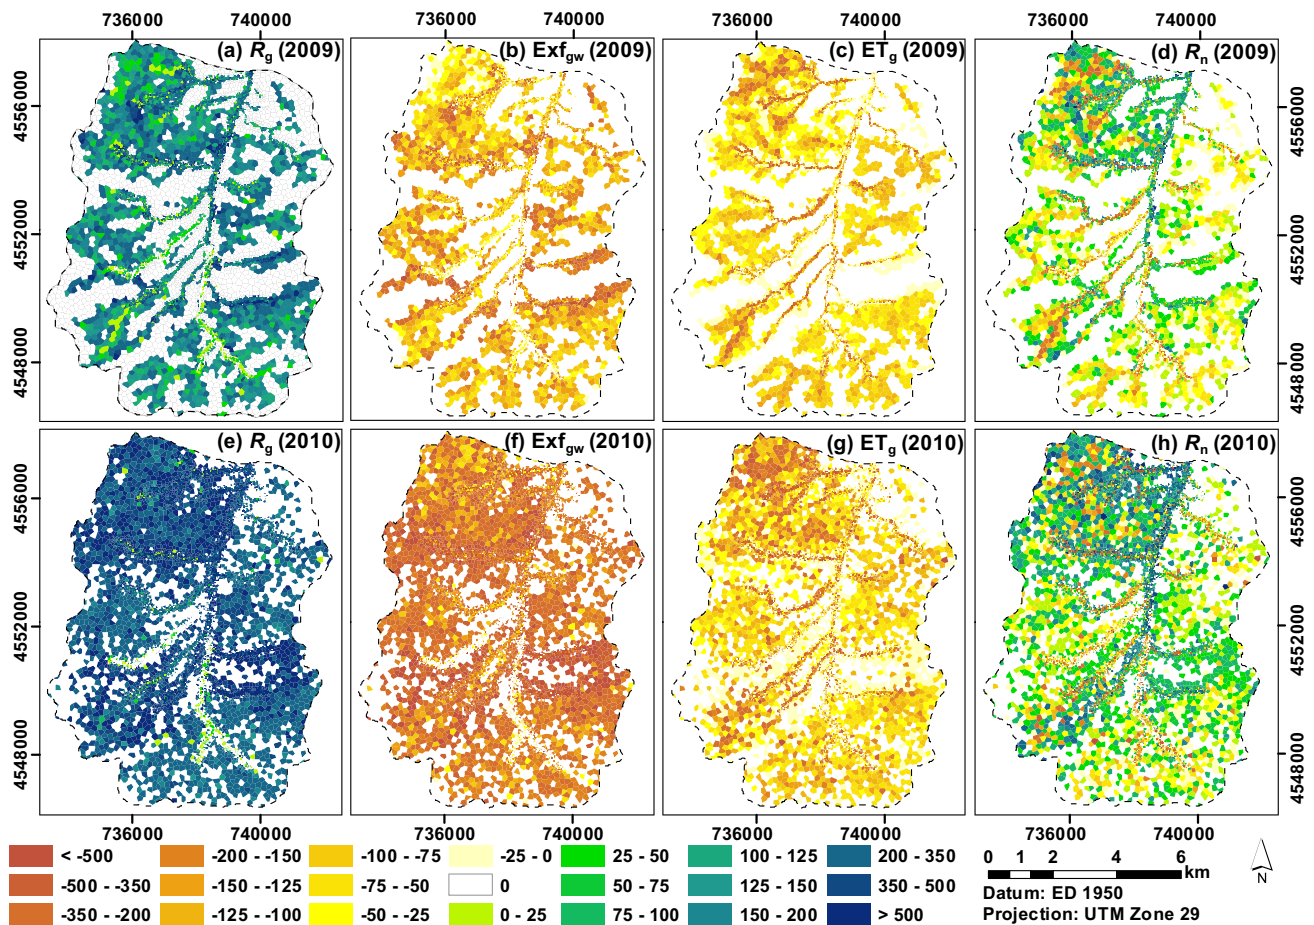 736000 740000 736000 740000 736000 740000 736000 740000
(a) Rg (2009) (b) Exfgw (2009) (c) ETg (2009) (d) Rn (2009)
4556000 4556000
4552000 4552000
4548000 4548000
(e) Rg (2010) (f) Exfgw (2010) (g) ETg (2010) (h) Rn (2010)
4556000 4556000
4552000 4552000
4548000 4548000
736000 740000 736000 740000 736000 740000 736000 740000
< -500 -200 - -150 -100 - -75 -25 - 0 25 - 50 100 - 125 200 - 350
-500 - -350 -150 - -125 -75 - -50 0 50 - 75 125 - 150 350 - 500
-350 - -200 -125 - -100 -50 - -25 0 - 25 75 - 100 150 - 200 > 500
0 1 2 4 6
km
N
Datum: ED 1950
Projection: UTM Zone 29